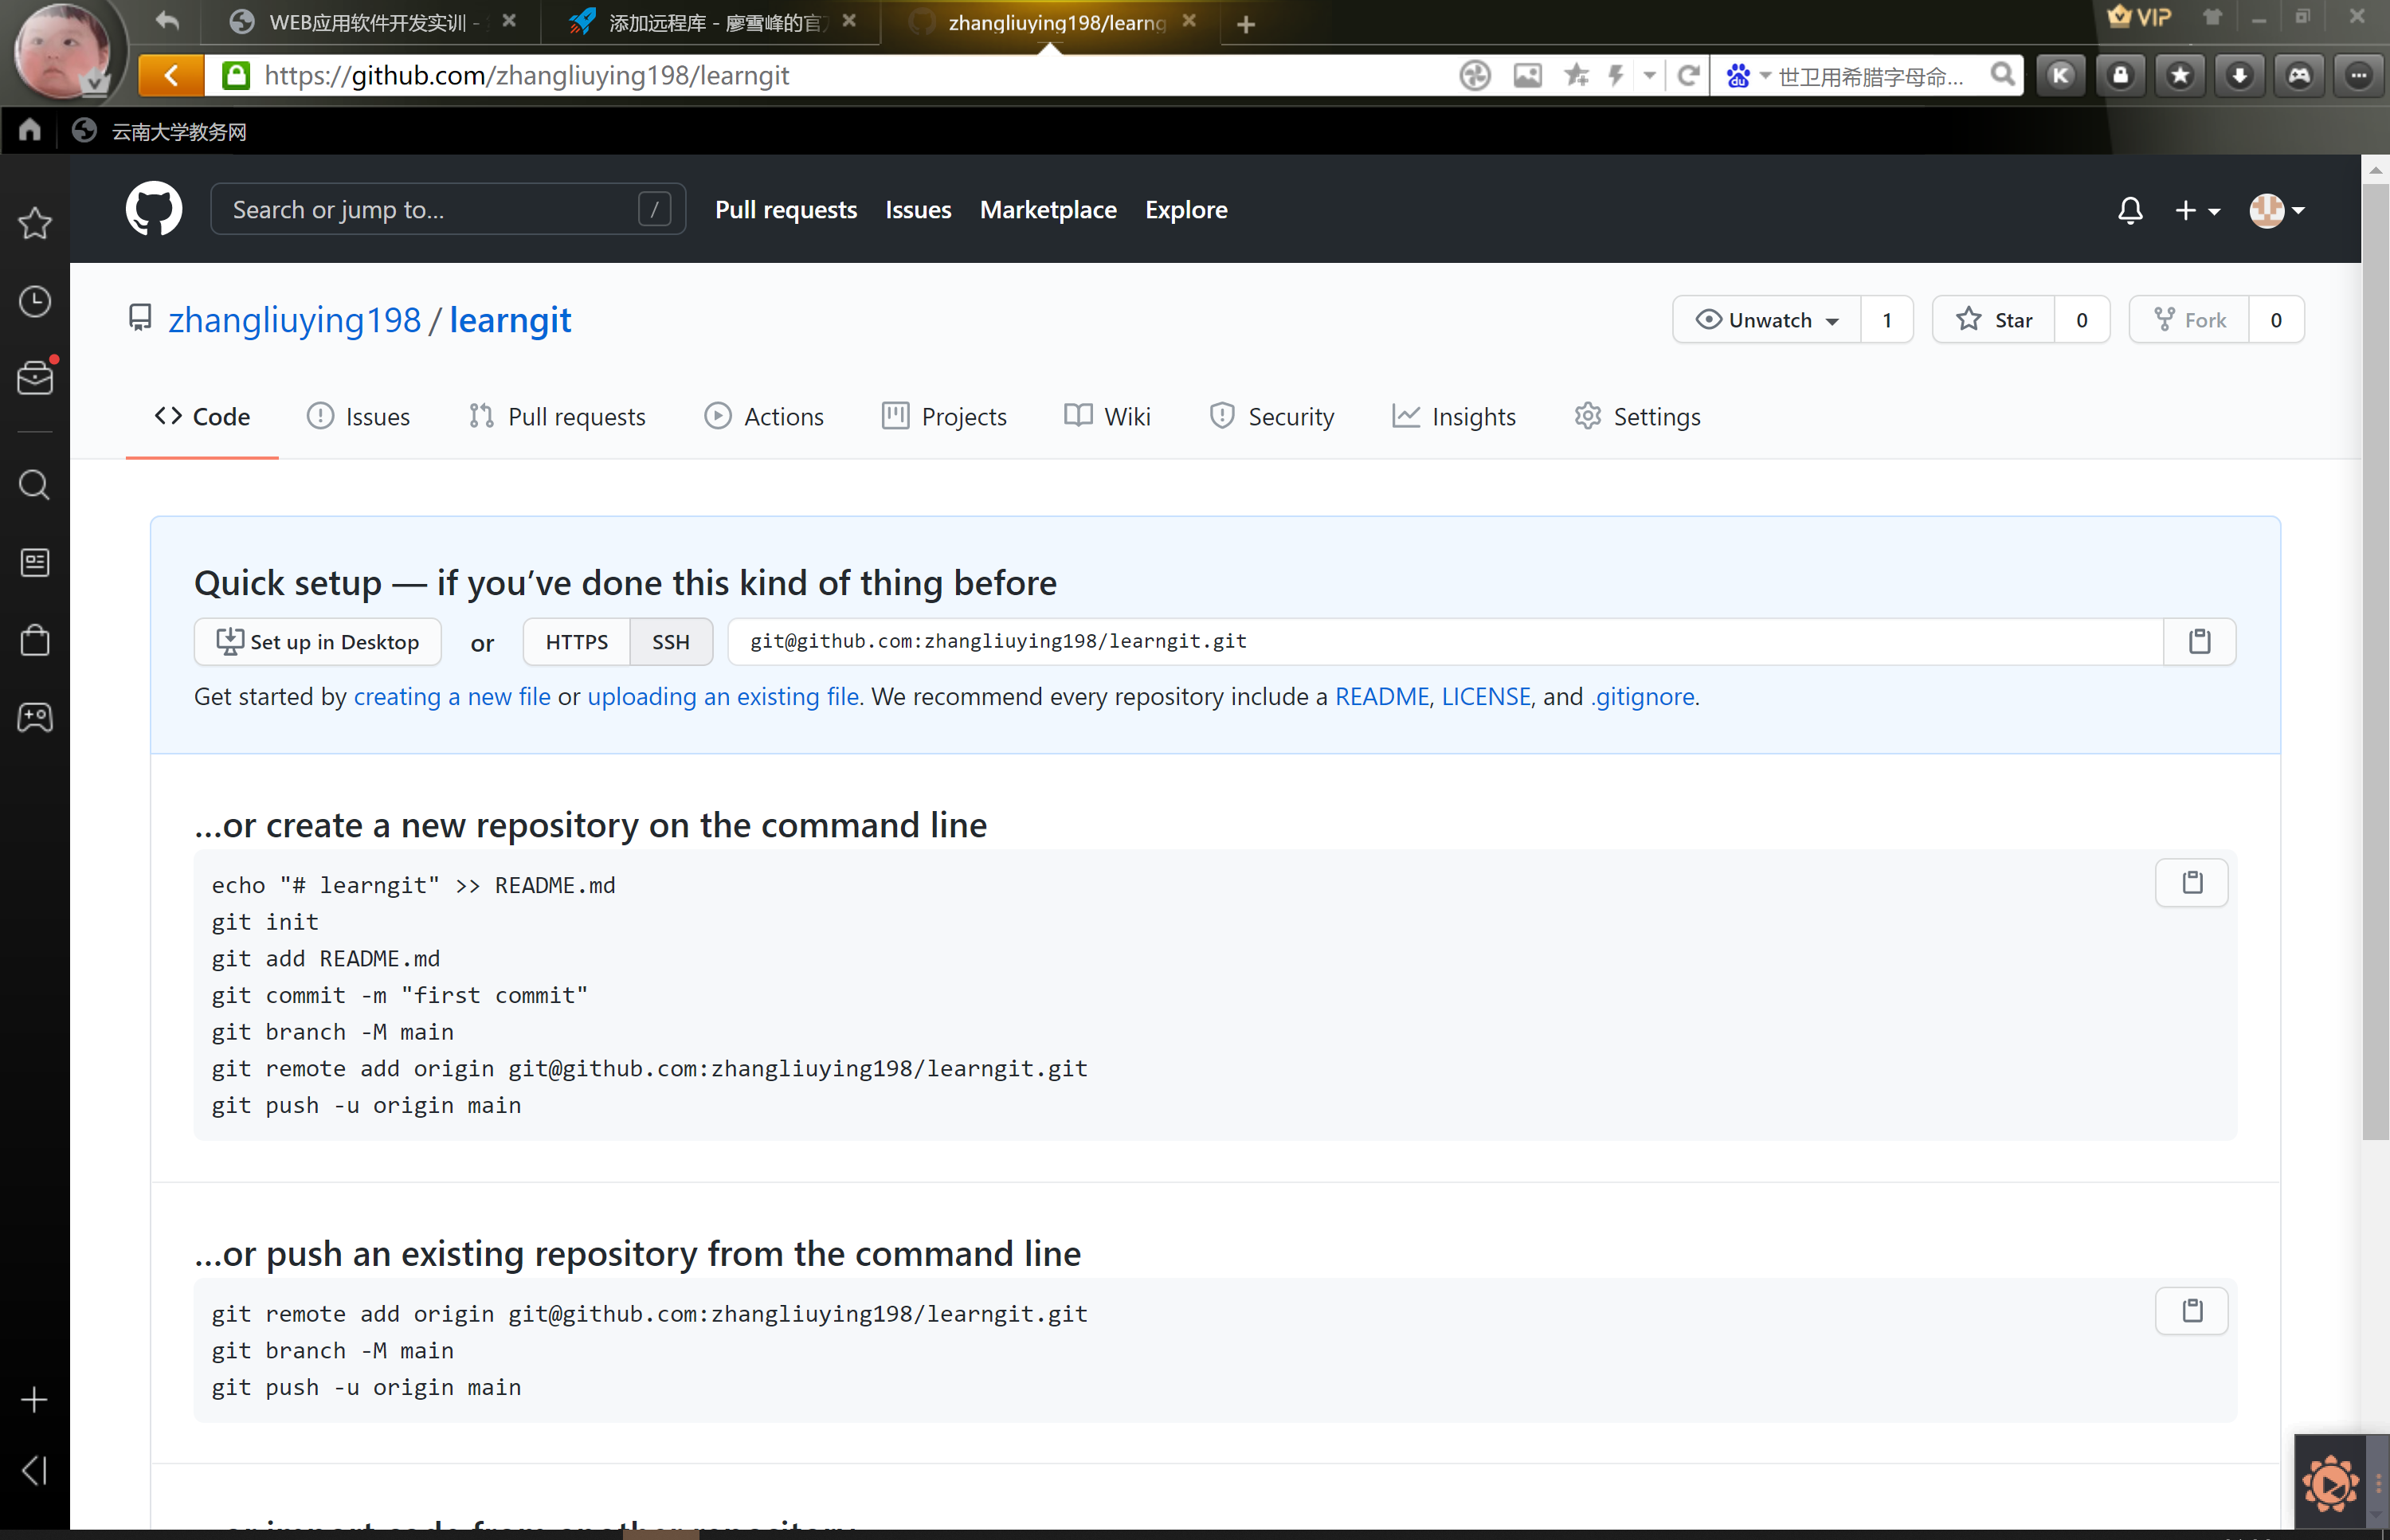 WEB应用软件开发实训 -
添加远程库 - 廖雪峰的官
zhangliuying198/learng
VIP
https://github.com/zhangliuying198/learngit
世卫用希腊字母命...
K
云南大学教务网
Search or jump to...
/
Pull requests
Issues
Marketplace
Explore
zhangliuying198 / learngit
Unwatch
1
Star
0
Fork
0
Code
Issues
Pull requests
Actions
Projects
Wiki
Security
Insights
Settings
Quick setup — if you’ve done this kind of thing before
Set up in Desktop
or
HTTPS
SSH
git@github.com:zhangliuying198/learngit.git
Get started by creating a new file or uploading an existing file. We recommend every repository include a README, LICENSE, and .gitignore.
…or create a new repository on the command line
echo "# learngit" >> README.md
git init
git add README.md
git commit -m "first commit"
git branch -M main
git remote add origin git@github.com:zhangliuying198/learngit.git
git push -u origin main
…or push an existing repository from the command line
git remote add origin git@github.com:zhangliuying198/learngit.git
git branch -M main
git push -u origin main
…or import code from another repository